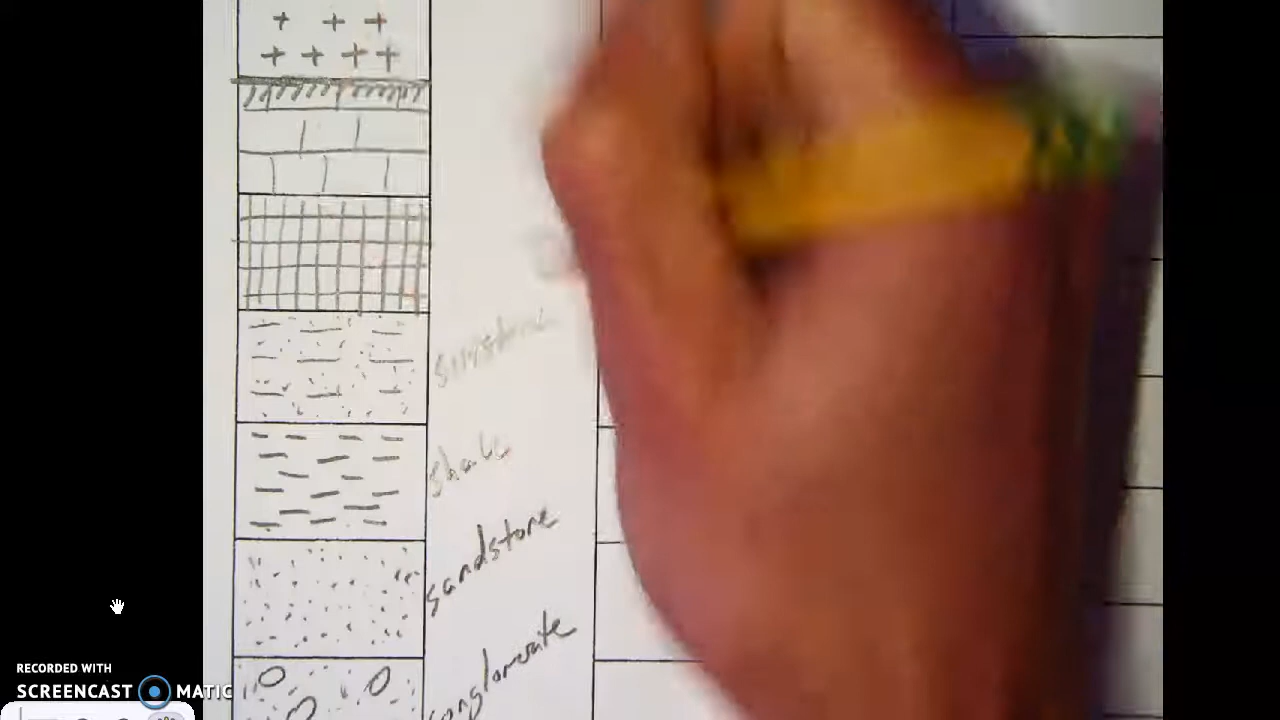 siltstone
shale
sandstone
conglomerate
RECORDED WITH
SCREENCAST MATIC